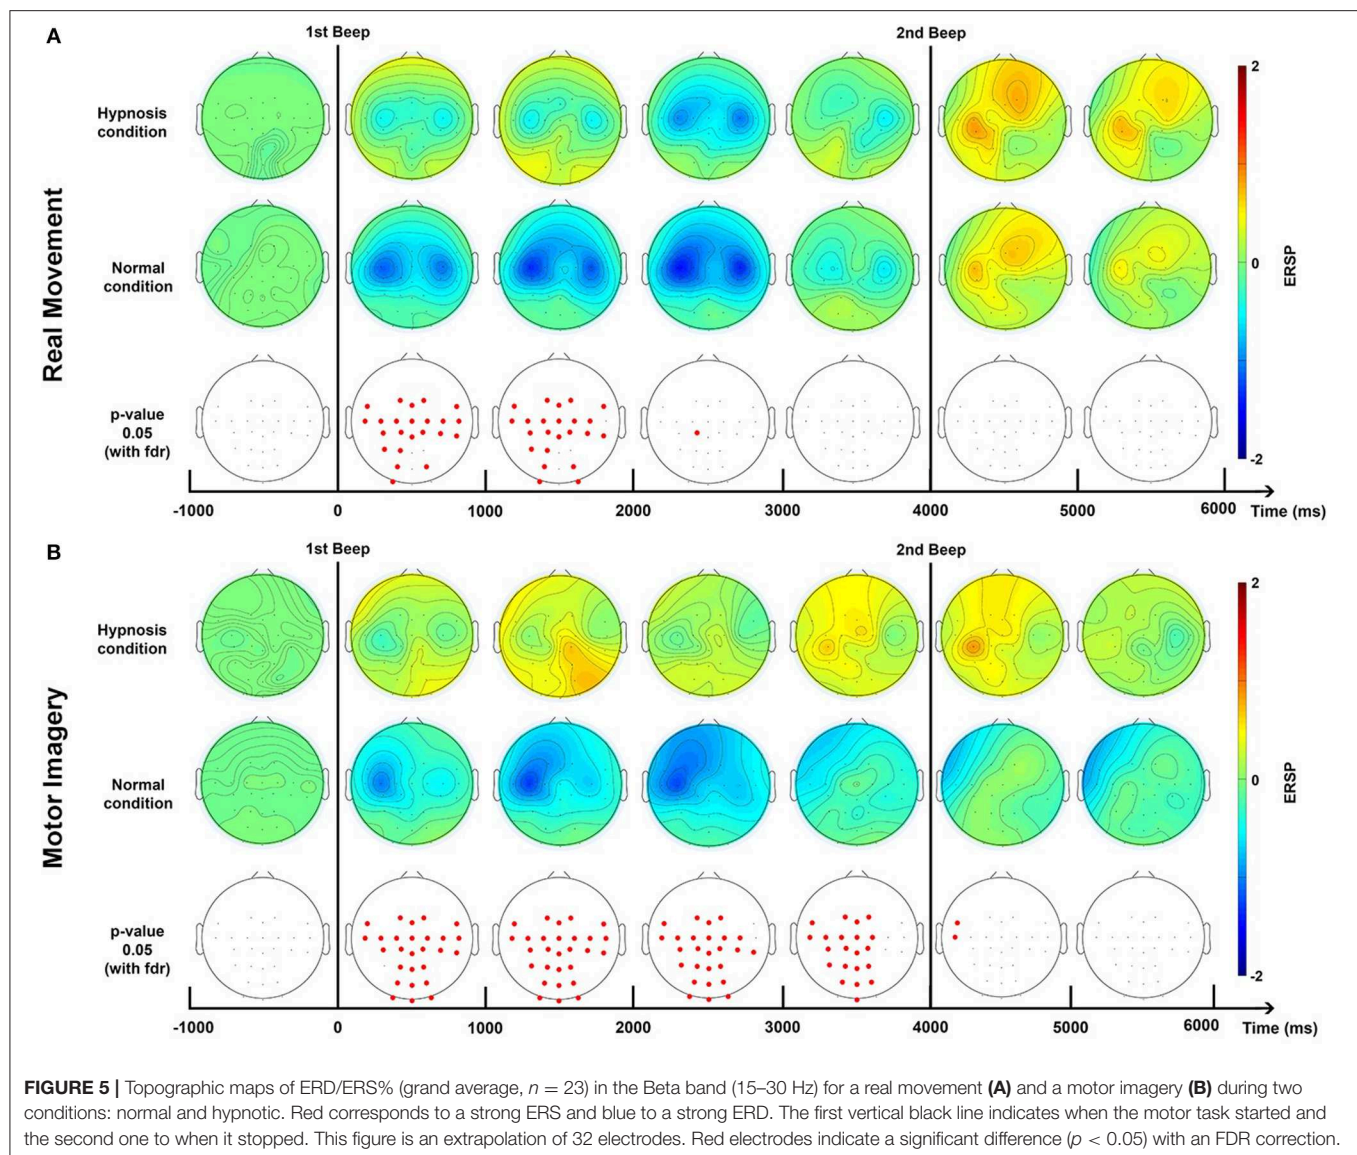 A
1st Beep
2nd Beep
Hypnosis
condition
Normal
condition
p-value
0.05
(with fdr)
Real Movement
2
0
-2
ERSP
-1000 0 1000 2000 3000 4000 5000 6000 Time (ms)
B
1st Beep
2nd Beep
Hypnosis
condition
Normal
condition
p-value
0.05
(with fdr)
Motor Imagery
2
0
-2
ERSP
-1000 0 1000 2000 3000 4000 5000 6000 Time (ms)
FIGURE 5 | Topographic maps of ERD/ERS% (grand average, n = 23) in the Beta band (15–30 Hz) for a real movement (A) and a motor imagery (B) during two
conditions: normal and hypnotic. Red corresponds to a strong ERS and blue to a strong ERD. The first vertical black line indicates when the motor task started and
the second one to when it stopped. This figure is an extrapolation of 32 electrodes. Red electrodes indicate a significant difference (p < 0.05) with an FDR correction.